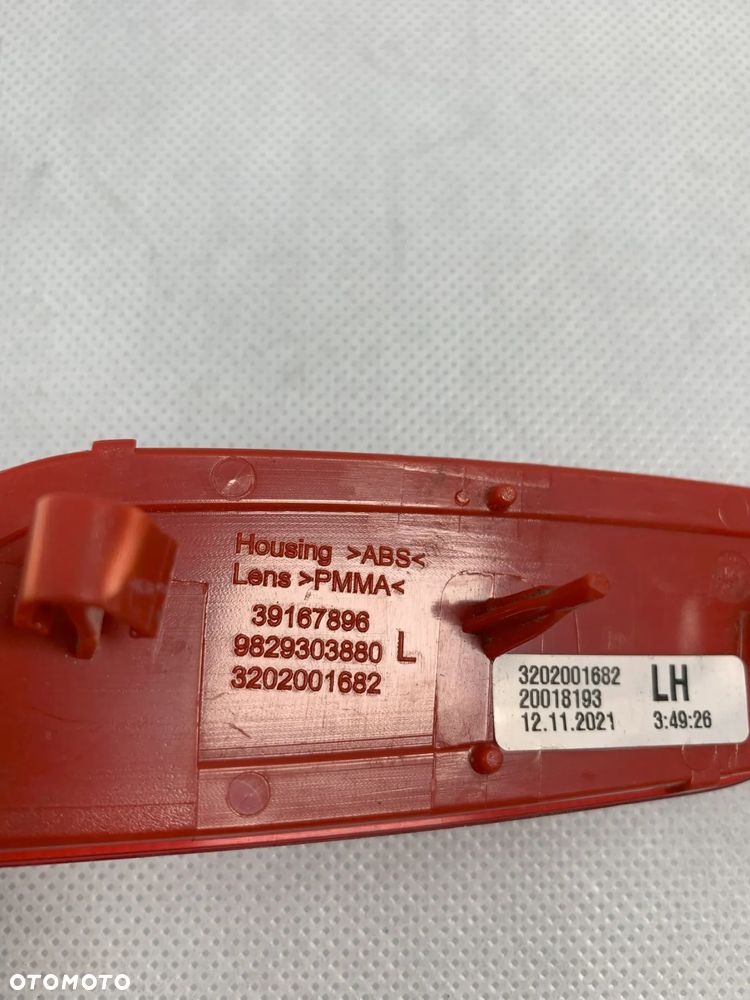 Housing >ABS<
Lens >PMMA<
39167896
9829303880 L
3202001682
3202001682 LH
20018193
12.11.2021 3:49:26
OTOMOTO